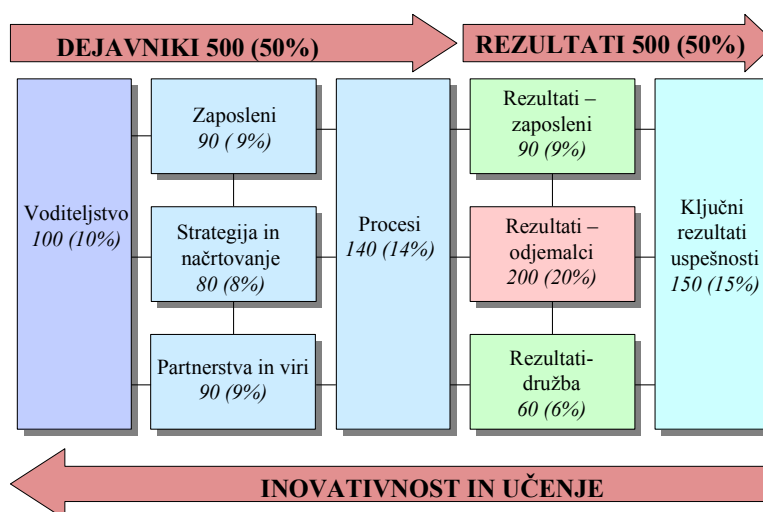 DEJAVNIKI 500 (50%)
REZULTATI 500 (50%)
Voditeljstvo
100 (10%)
Zaposleni
90 ( 9%)
Strategija in
načrtovanje
80 (8%)
Partnerstva in viri
90 (9%)
Procesi
140 (14%)
Rezultati –
zaposleni
90 (9%)
Rezultati –
odjemalci
200 (20%)
Rezultati-
družba
60 (6%)
Ključni
rezultati
uspešnosti
150 (15%)
INOVATIVNOST IN UČENJE